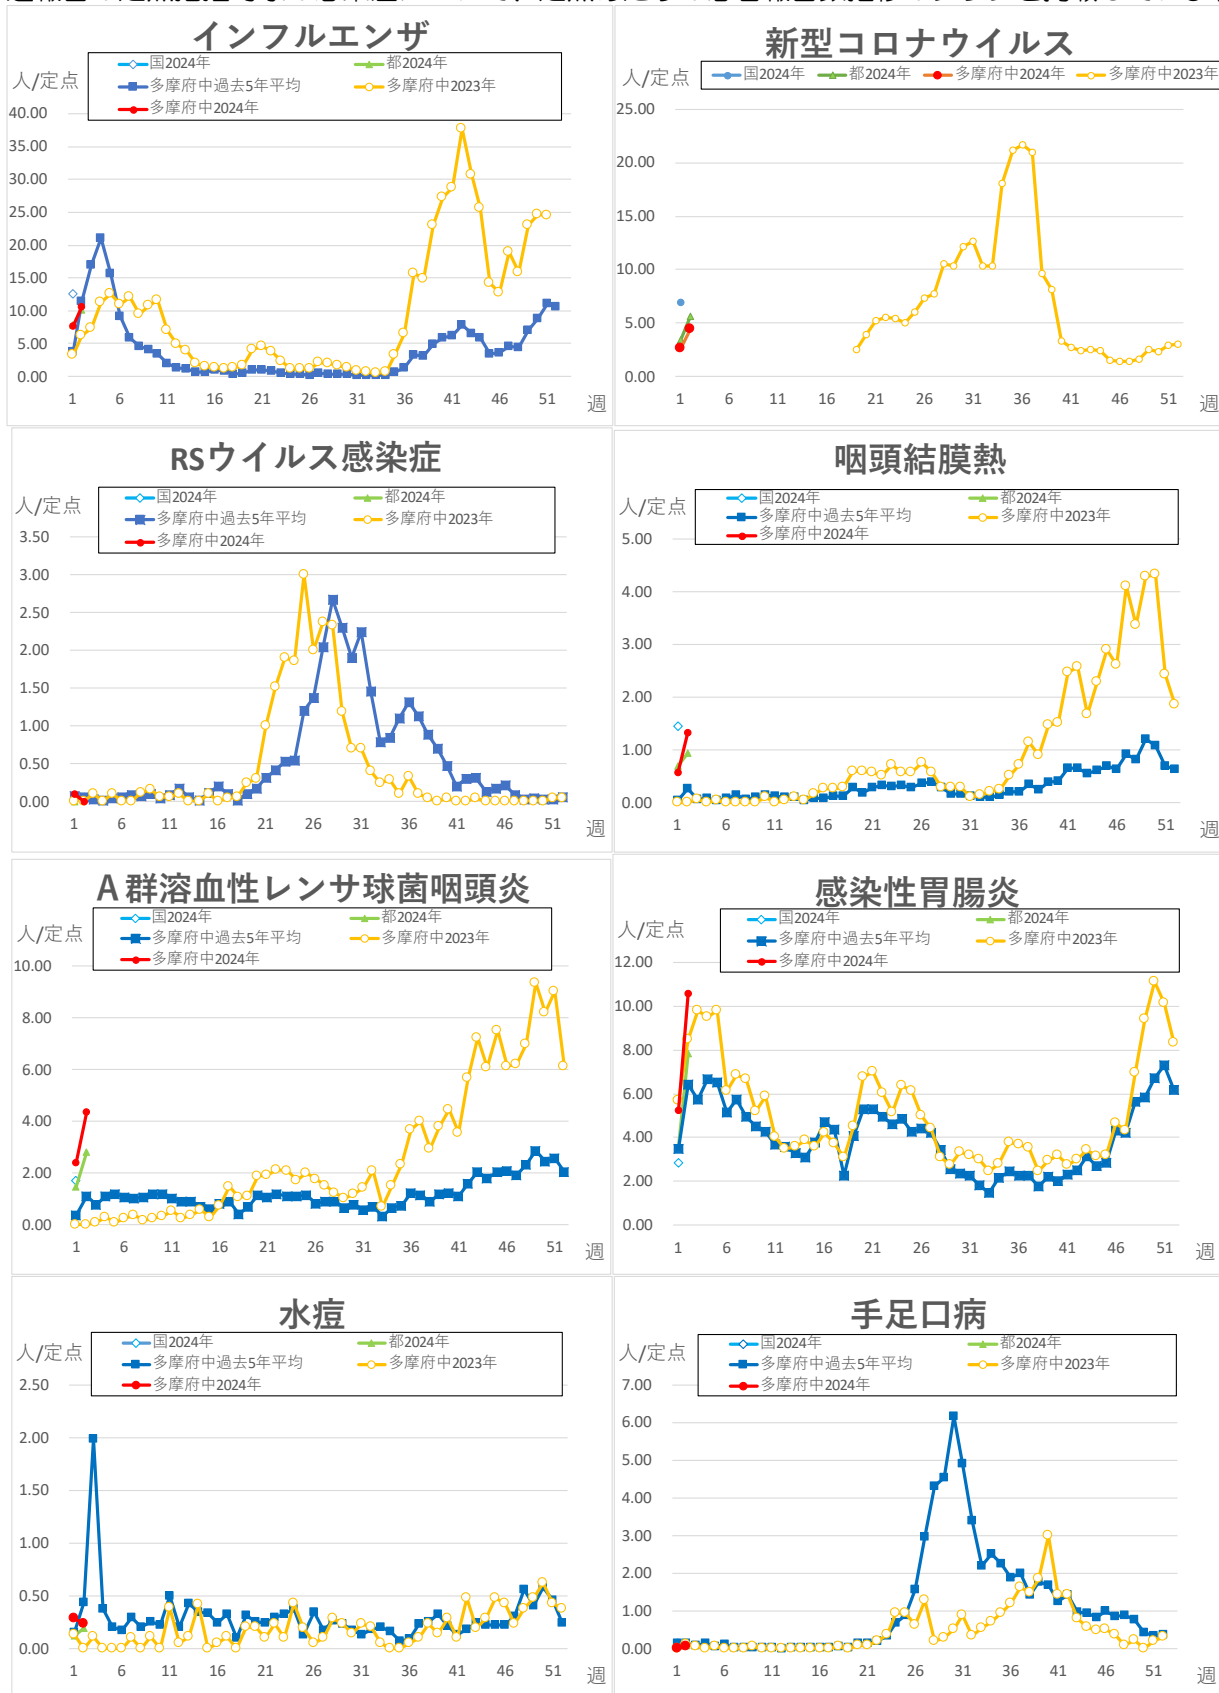 インフルエンザ
人/定点
国2024年
都2024年
多摩府中過去5年平均
多摩府中2023年
多摩府中2024年
40.00
35.00
30.00
25.00
20.00
15.00
10.00
5.00
0.00
1 6 11 16 21 26 31 36 41 46 51 週
新型コロナウイルス
人/定点
国2024年 都2024年 多摩府中2024年 多摩府中2023年
25.00
20.00
15.00
10.00
5.00
0.00
1 6 11 16 21 26 31 36 41 46 51 週
RSウイルス感染症
人/定点
国2024年
都2024年
多摩府中過去5年平均
多摩府中2023年
多摩府中2024年
3.50
3.00
2.50
2.00
1.50
1.00
0.50
0.00
1 6 11 16 21 26 31 36 41 46 51 週
咽頭結膜熱
人/定点
国2024年
都2024年
多摩府中過去5年平均
多摩府中2023年
多摩府中2024年
5.00
4.00
3.00
2.00
1.00
0.00
1 6 11 16 21 26 31 36 41 46 51 週
A群溶血性レンサ球菌咽頭炎
人/定点
国2024年
都2024年
多摩府中過去5年平均
多摩府中2023年
多摩府中2024年
10.00
8.00
6.00
4.00
2.00
0.00
1 6 11 16 21 26 31 36 41 46 51 週
感染性胃腸炎
人/定点
国2024年
都2024年
多摩府中過去5年平均
多摩府中2023年
多摩府中2024年
12.00
10.00
8.00
6.00
4.00
2.00
0.00
1 6 11 16 21 26 31 36 41 46 51 週
水痘
人/定点
国2024年
都2024年
多摩府中過去5年平均
多摩府中2023年
多摩府中2024年
2.50
2.00
1.50
1.00
0.50
0.00
1 6 11 16 21 26 31 36 41 46 51 週
手足口病
人/定点
国2024年
都2024年
多摩府中過去5年平均
多摩府中2023年
多摩府中2024年
7.00
6.00
5.00
4.00
3.00
2.00
1.00
0.00
1 6 11 16 21 26 31 36 41 46 51 週